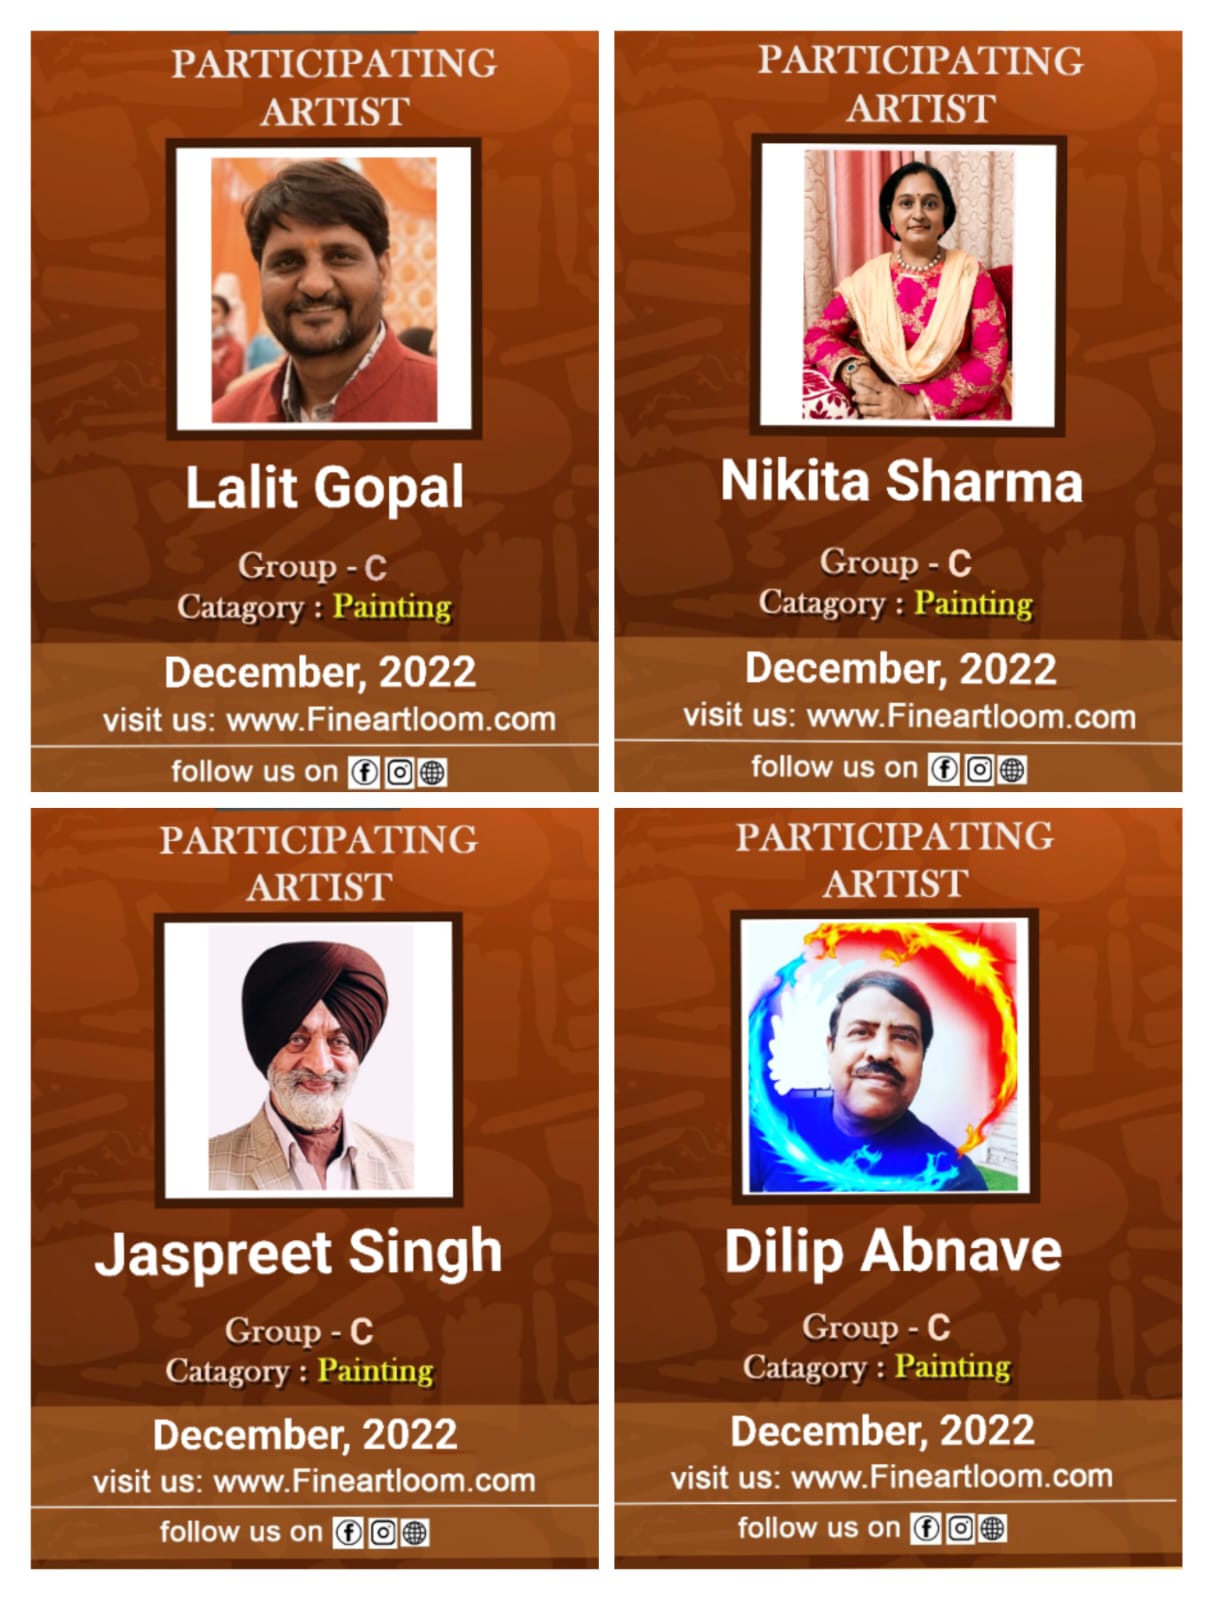 PARTICIPATING
ARTIST
Lalit Gopal
Group - C
Catagory : Painting
December, 2022
visit us: www.Fineartloom.com
follow us on
PARTICIPATING
ARTIST
Nikita Sharma
Group - C
Catagory : Painting
December, 2022
visit us: www.Fineartloom.com
follow us on
PARTICIPATING
ARTIST
Jaspreet Singh
Group - C
Catagory : Painting
December, 2022
visit us: www.Fineartloom.com
follow us on
PARTICIPATING
ARTIST
Dilip Abnave
Group - C
Catagory : Painting
December, 2022
visit us: www.Fineartloom.com
follow us on